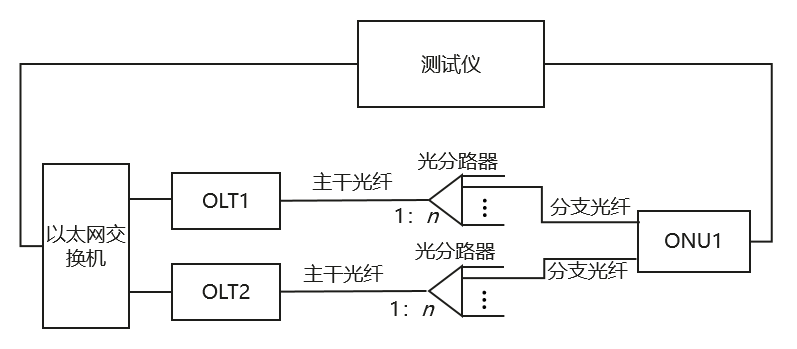 测试仪
光分路器
主干光纤
OLT1
分支光纤
1：n
以太网交
换机
ONU1
光分路器
主干光纤
分支光纤
OLT2
1：n